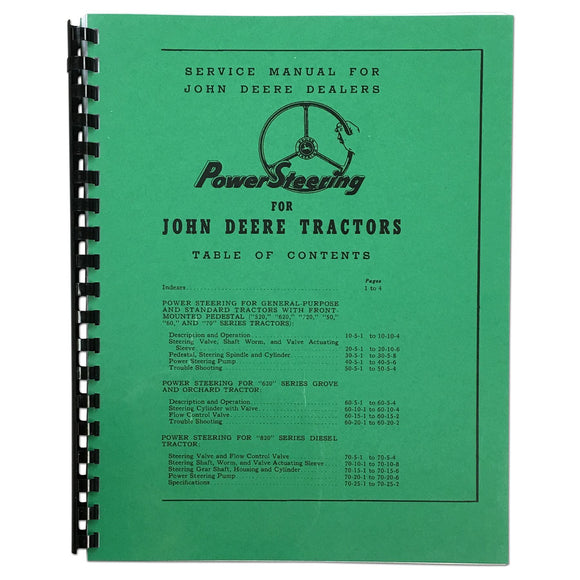 SERVICE MANUAL FOR
JOHN DEERE DEALERS
Power Steering
FOR
JOHN DEERE TRACTORS
TABLE OF CONTENTS
Pages
Indexes 1 to 4
POWER STEERING FOR GENERAL-PURPOSE
AND STANDARD TRACTORS WITH FRONT-
MOUNTED PEDESTAL ("520," "620," "720," "50,"
"60," AND "70" SERIES TRACTORS):
Description and Operation 10-5-1 to 10-10-4
Steering Valve, Shaft Worm, and Valve Actuating
Sleeve 20-5-1 to 20-10-6
Pedestal, Steering Spindle and Cylinder 30-5-1 to 30-5-8
Power Steering Pump 40-5-1 to 40-5-6
Trouble Shooting 50-5-1 to 50-5-4
POWER STEERING FOR "620" SERIES GROVE
AND ORCHARD TRACTOR:
Description and Operation 60-5-1 to 60-5-4
Steering Cylinder with Valve 60-10-1 to 60-10-4
Flow Control Valve 60-15-1 to 60-15-2
Trouble Shooting 60-20-1 to 60-20-2
POWER STEERING FOR "820" SERIES DIESEL
TRACTOR:
Steering Valve and Flow Control Valve 70-5-1 to 70-5-4
Steering Shaft, Worm, and Valve Actuating Sleeve 70-10-1 to 70-10-8
Steering Gear Shaft, Housing and Cylinder 70-15-1 to 70-15-6
Power Steering Pump 70-20-1 to 70-20-6
Specifications 70-25-1 to 70-25-2